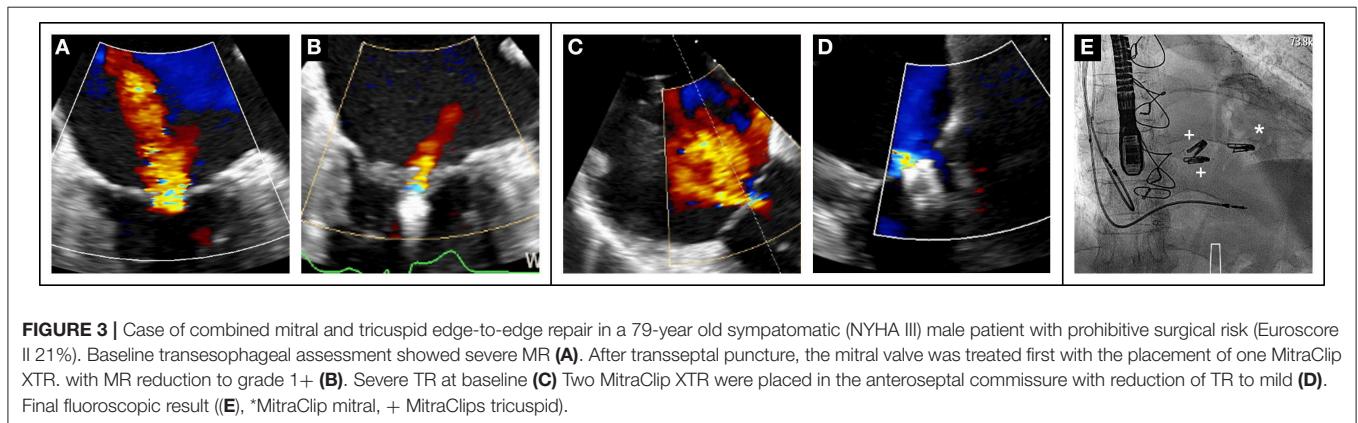 A B C D E 73.8k
+ *
+
W
FIGURE 3 | Case of combined mitral and tricuspid edge-to-edge repair in a 79-year old sympatomatic (NYHA III) male patient with prohibitive surgical risk (Euroscore
II 21%). Baseline transesophageal assessment showed severe MR (A). After transseptal puncture, the mitral valve was treated first with the placement of one MitraClip
XTR. with MR reduction to grade 1+ (B). Severe TR at baseline (C) Two MitraClip XTR were placed in the anteroseptal commissure with reduction of TR to mild (D).
Final fluoroscopic result ((E), *MitraClip mitral, + MitraClips tricuspid).